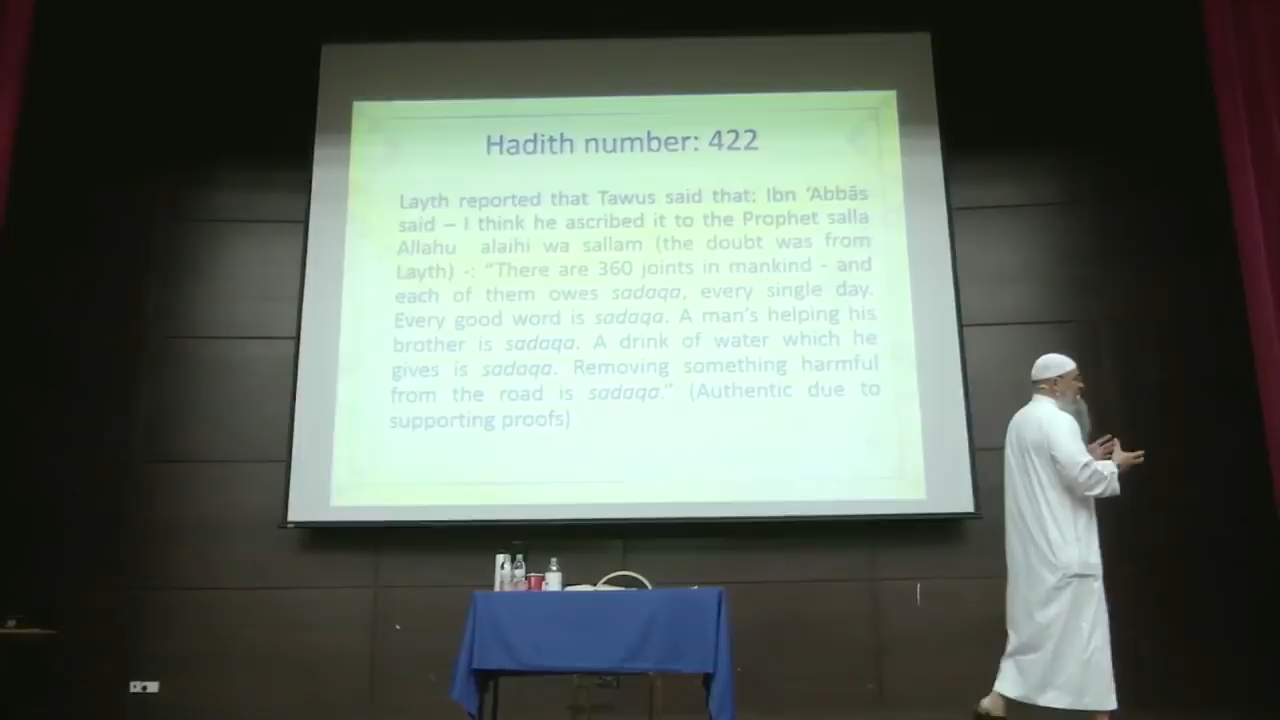 Hadith number: 422
Layth reported that Tawus said that: Ibn ‘Abbās
said – I think he ascribed it to the Prophet salla
Allahu alaihi wa sallam (the doubt was from
Layth) -: “There are 360 joints in mankind - and
each of them owes sadaqa, every single day.
Every good word is sadaqa. A man’s helping his
brother is sadaqa. A drink of water which he
gives is sadaqa. Removing something harmful
from the road is sadaqa.” (Authentic due to
supporting proofs)